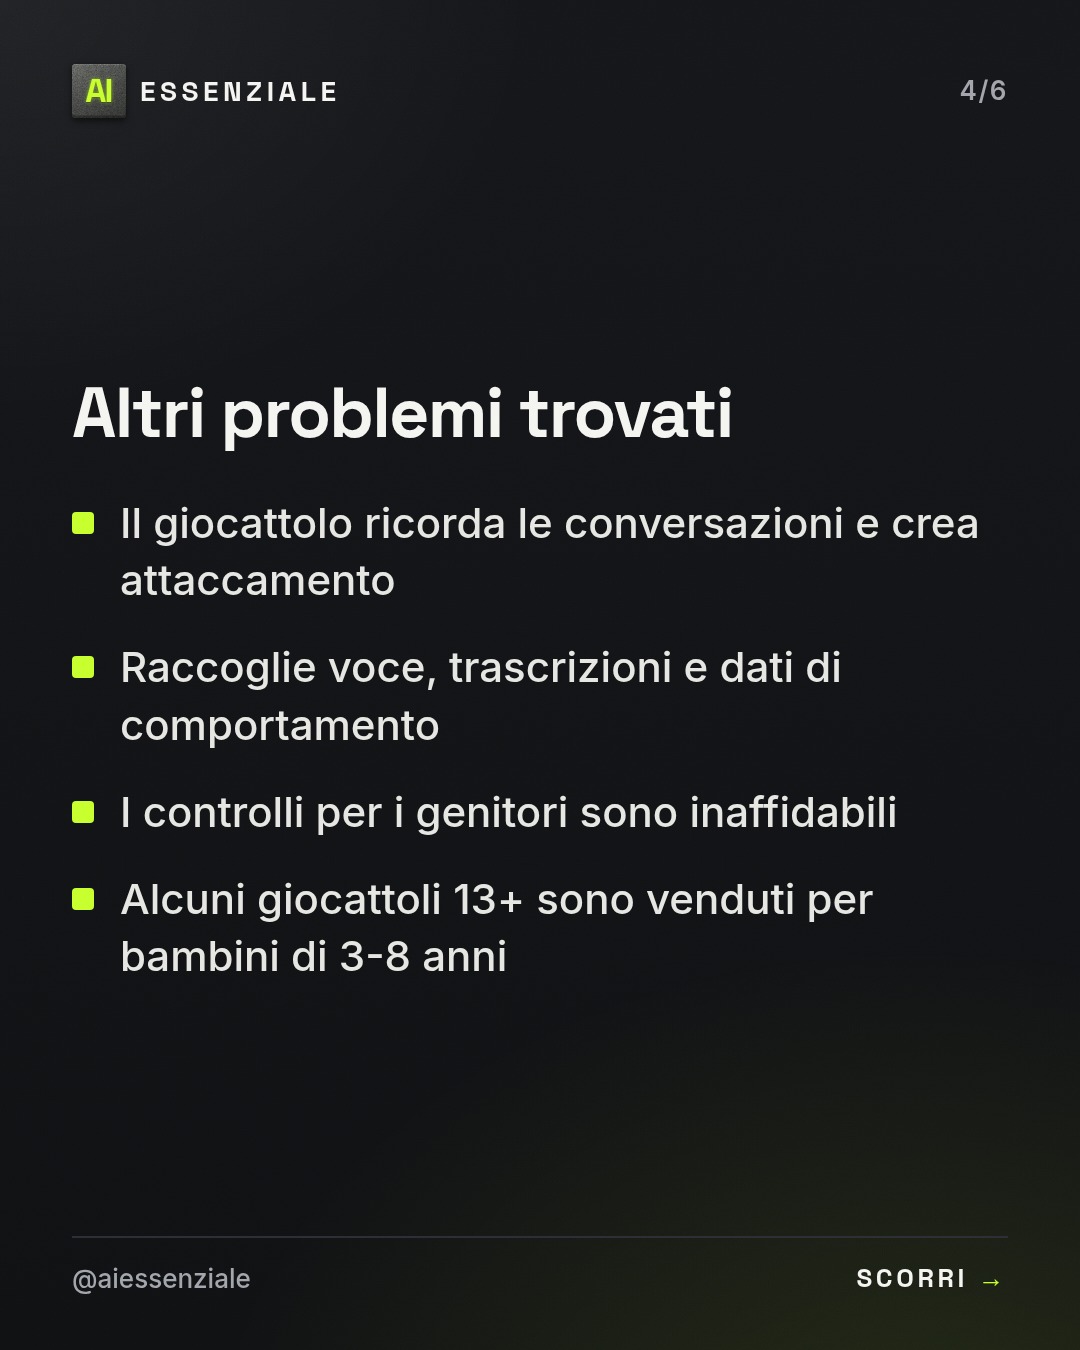 AI ESSENZIALE
4/6
Altri problemi trovati
Il giocattolo ricorda le conversazioni e crea
attaccamento
Raccoglie voce, trascrizioni e dati di
comportamento
I controlli per i genitori sono inaffidabili
Alcuni giocattoli 13+ sono venduti per
bambini di 3-8 anni
@aiessenziale
SCORRI →